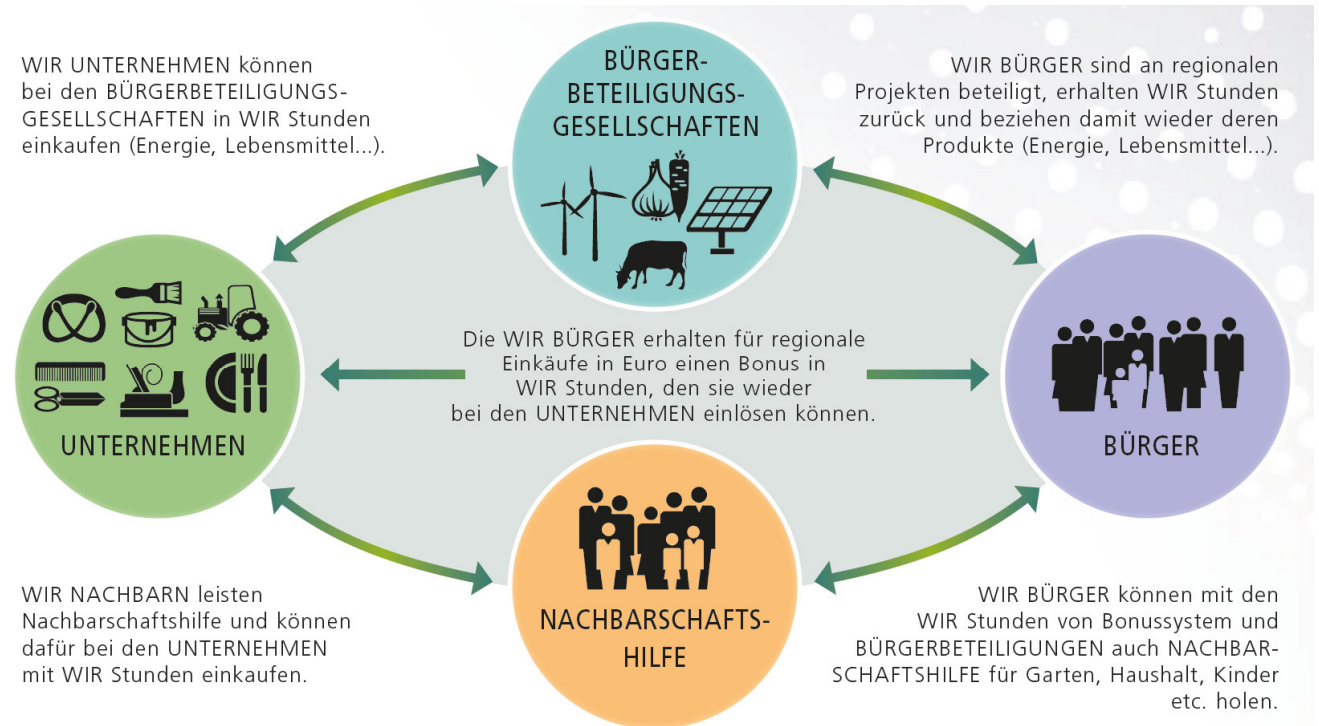 WIR UNTERNEHMEN können
bei den BÜRGERBETEILIGUNGS-
GESELLSCHAFTEN in WIR Stunden
einkaufen (Energie, Lebensmittel...).
BÜRGER-
BETEILIGUNGS-
GESELLSCHAFTEN
WIR BÜRGER sind an regionalen
Projekten beteiligt, erhalten WIR Stunden
zurück und beziehen damit wieder deren
Produkte (Energie, Lebensmittel...).
UNTERNEHMEN
Die WIR BÜRGER erhalten für regionale
Einkäufe in Euro einen Bonus in
WIR Stunden, den sie wieder
bei den UNTERNEHMEN einlösen können.
BÜRGER
WIR NACHBARN leisten
Nachbarschaftshilfe und können
dafür bei den UNTERNEHMEN
mit WIR Stunden einkaufen.
NACHBARSCHAFTS-
HILFE
WIR BÜRGER können mit den
WIR Stunden von Bonussystem und
BÜRGERBETEILIGUNGEN auch NACHBAR-
SCHAFTSHILFE für Garten, Haushalt, Kinder
etc. holen.